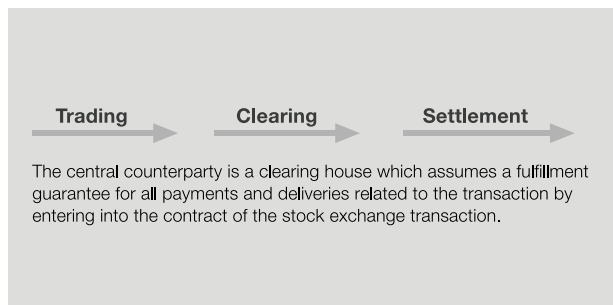 Trading Clearing Settlement
The central counterparty is a clearing house which assumes a fulfillment
guarantee for all payments and deliveries related to the transaction by
entering into the contract of the stock exchange transaction.